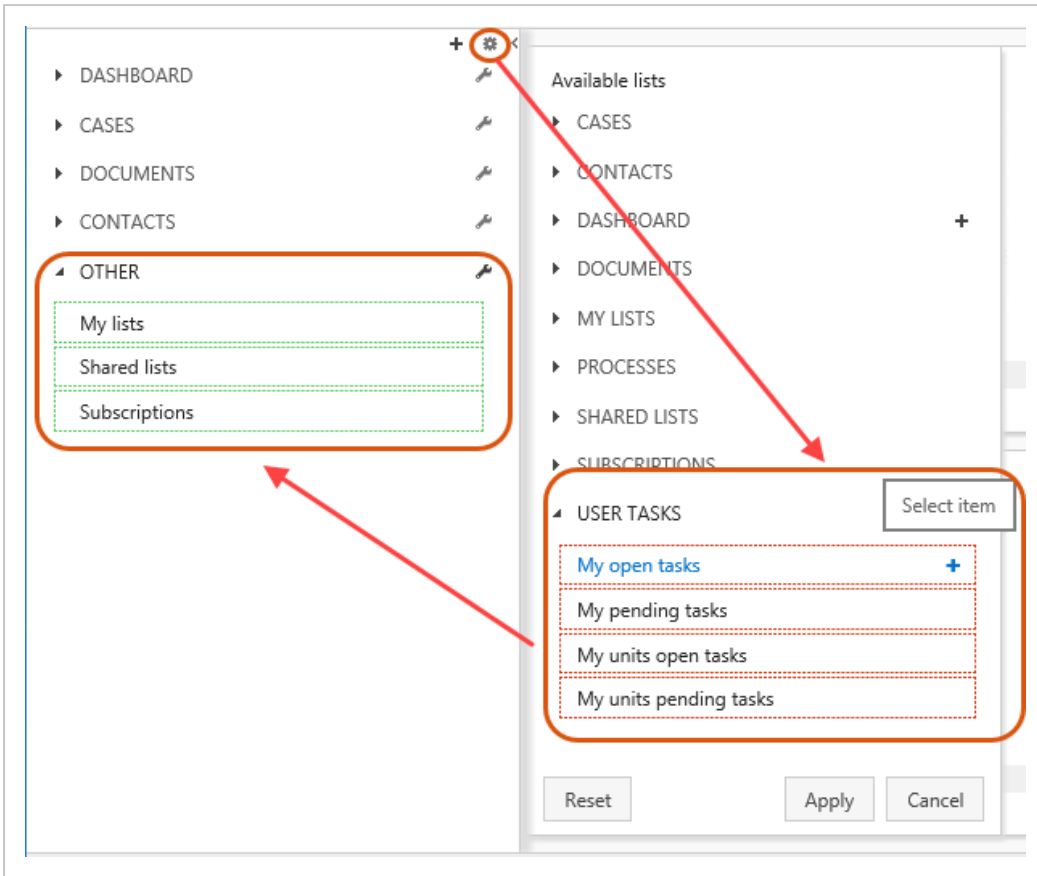 DASHBOARD
CASES
DOCUMENTS
CONTACTS
OTHER
My lists
Shared lists
Subscriptions
Available lists
CASES
CONTACTS
DASHBOARD
DOCUMENTS
MY LISTS
PROCESSES
SHARED LISTS
SUBSCRIPTIONS
USER TASKS
Select item
My open tasks
My pending tasks
My units open tasks
My units pending tasks
Reset
Apply
Cancel